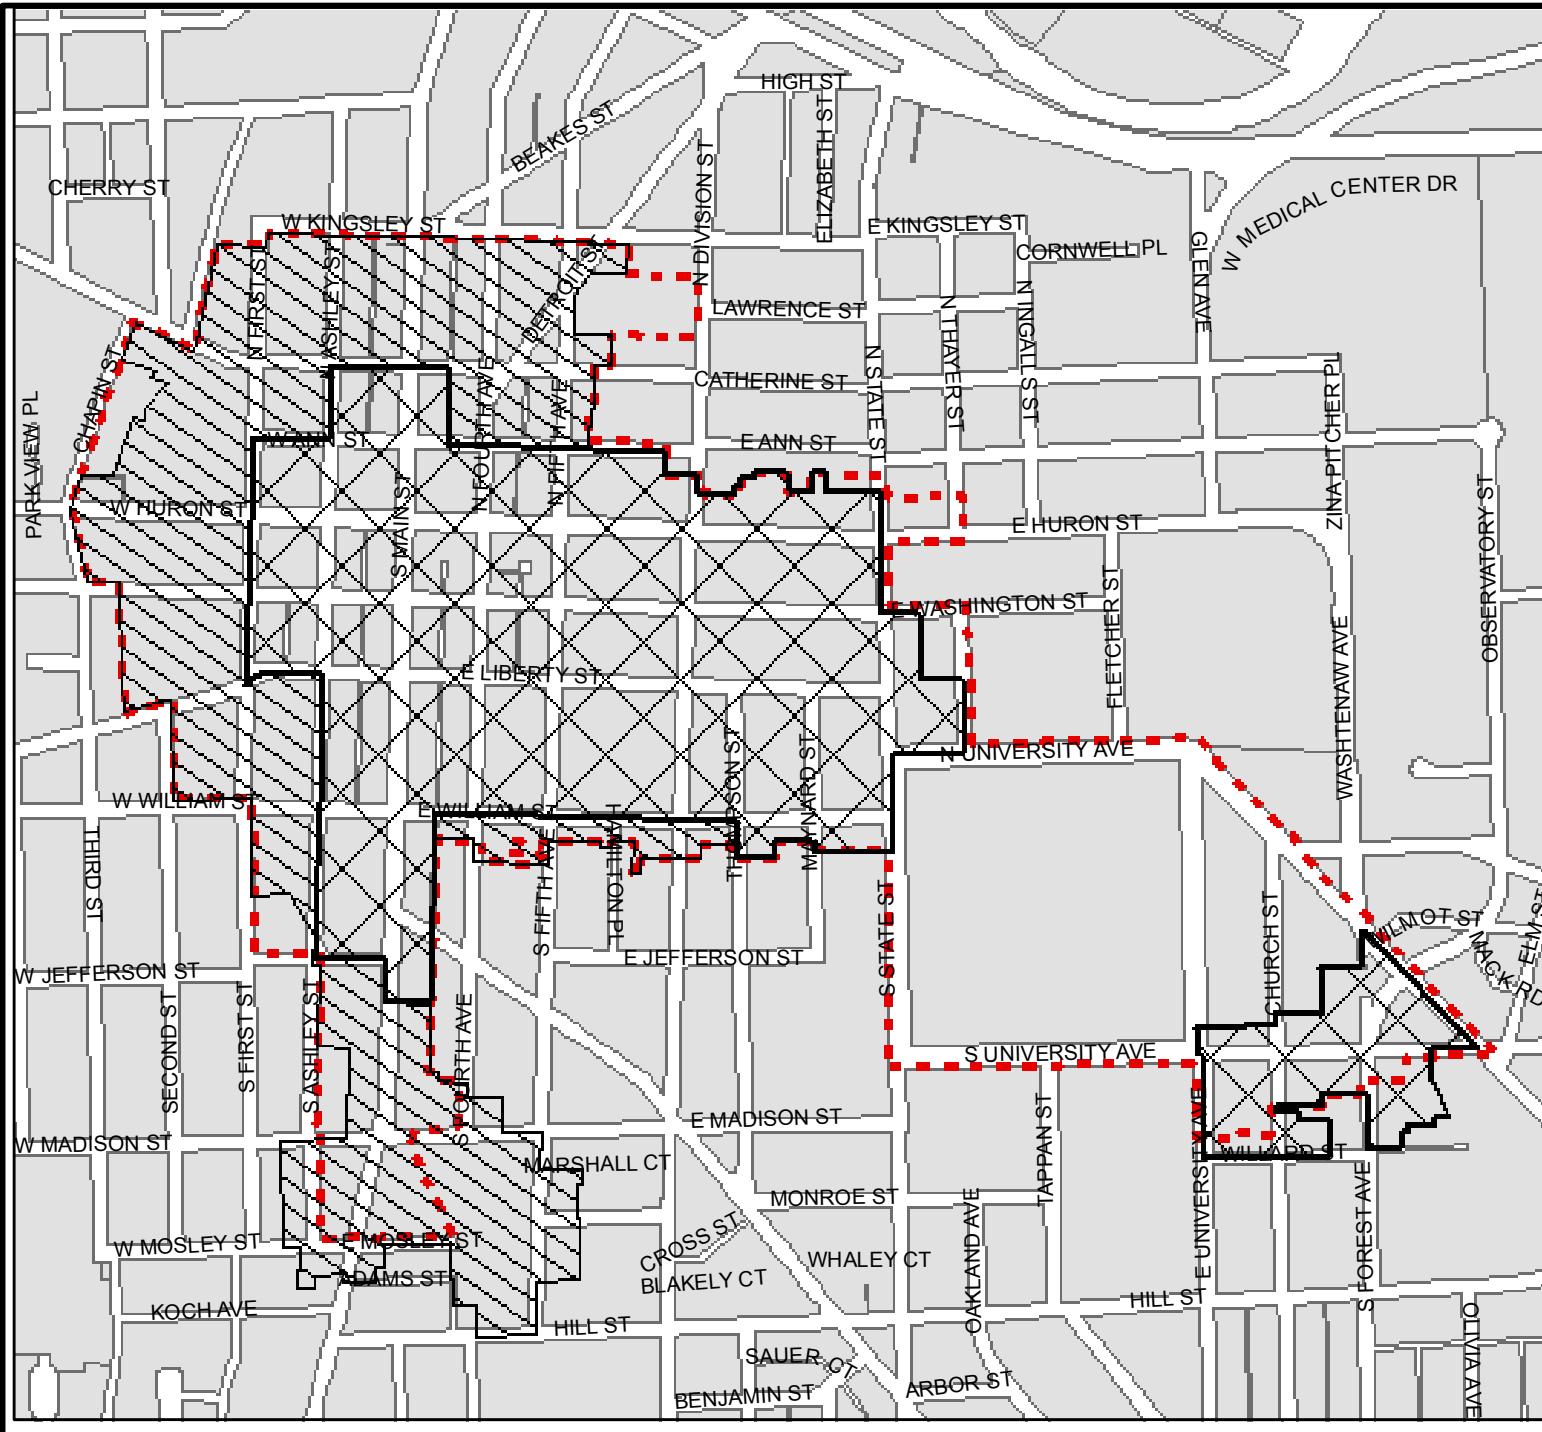 HIGH ST
BEAKES ST
ELIZABETH ST
N DIVISION ST
CHERRY ST
W MEDICAL CENTER DR
W KINGSLEY ST
E KINGSLEY ST
CORNWELL PL
GLEN AVE
N FIRST ST
N ASHLEY ST
DETROIT ST
LAWRENCE ST
N THAYER ST
N INGALLS ST
CHAPIN ST
CATHERINE ST
N STATE ST
ZINA PITCHER PL
PARK VIEW PL
N FOURTH AVE
N FIFTH AVE
W ANN ST
E ANN ST
W HURON ST
S MAIN ST
E HURON ST
OBSERVATORY ST
E WASHINGTON ST
FLETCHER ST
WASHTENAW AVE
E LIBERTY ST
N UNIVERSITY AVE
THOMPSON ST
MAYNARD ST
W WILLIAM ST
E WILLIAM ST
HAMILTON PL
S FIFTH AVE
THIRD ST
S STATE ST
CHURCH ST
WILMOT ST
ELM ST
MACK RD
E JEFFERSON ST
W JEFFERSON ST
SECOND ST
S FIRST ST
S ASHLEY ST
S FOURTH AVE
S UNIVERSITY AVE
E MADISON ST
W MADISON ST
TAPPAN ST
E UNIVERSITY AVE
WILLARD ST
MARSHALL CT
MONROE ST
OAKLAND AVE
S FOREST AVE
W MOSLEY ST
E MOSLEY ST
CROSS ST
WHALEY CT
BLAKELY CT
ADAMS ST
KOCH AVE
HILL ST
HILL ST
OLIVIA AVE
SAUER CT
BENJAMIN ST
ARBOR ST